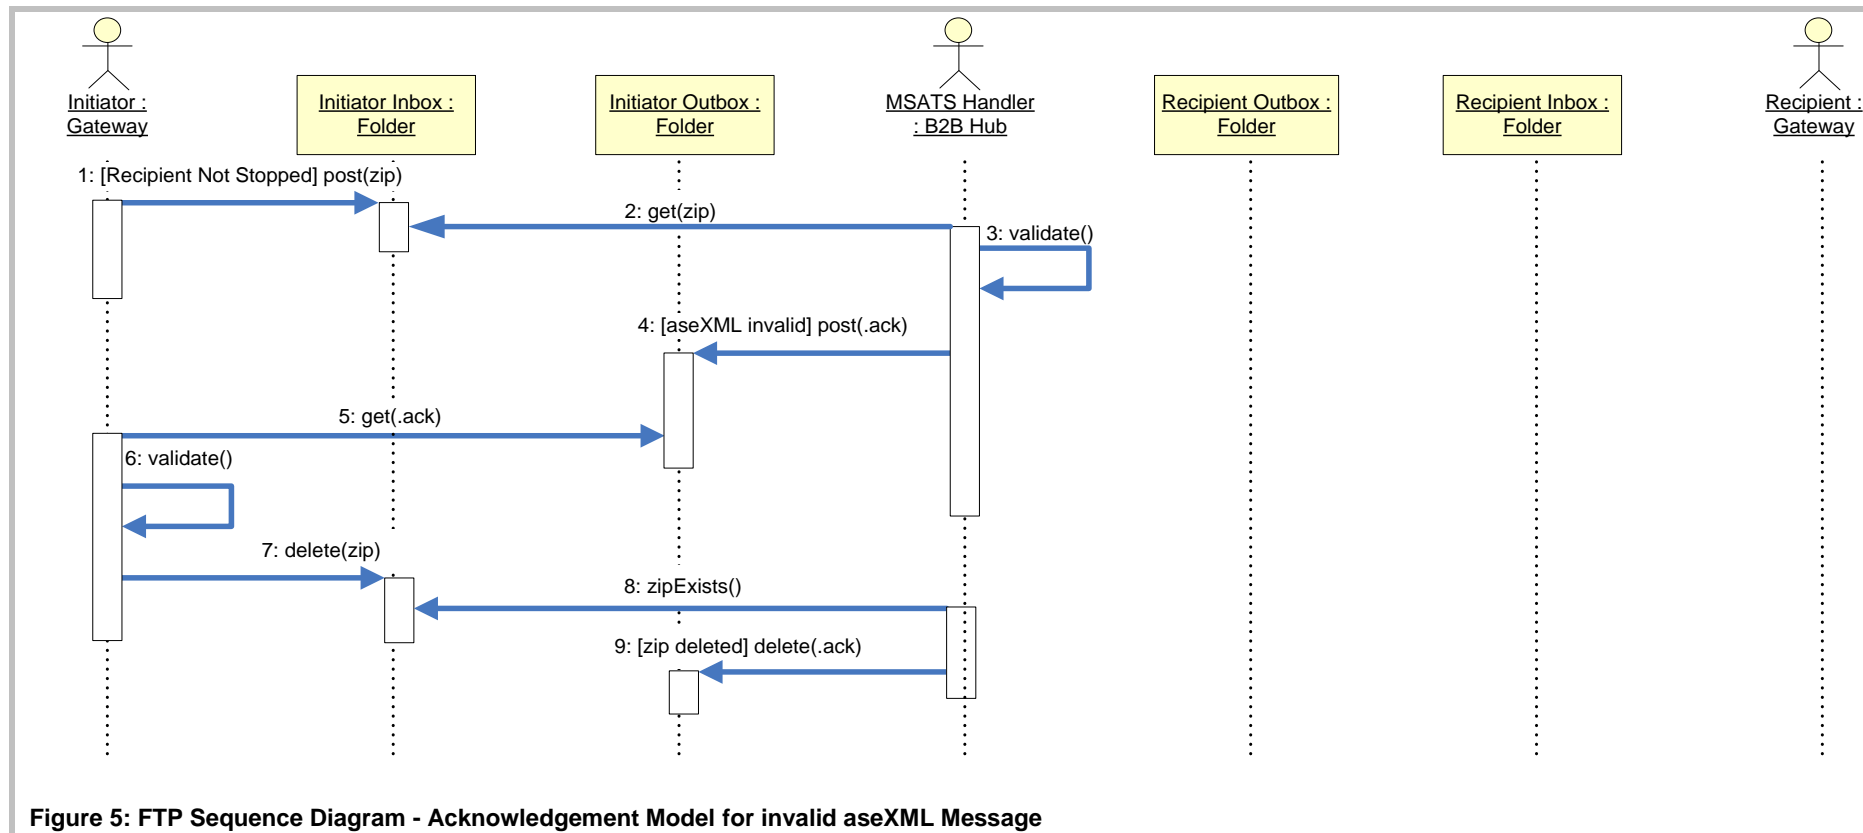 Initiator :
Gateway
Initiator Inbox :
Folder
Initiator Outbox :
Folder
MSATS Handler
: B2B Hub
Recipient Outbox :
Folder
Recipient Inbox :
Folder
Recipient :
Gateway
1: [Recipient Not Stopped] post(zip)
2: get(zip)
3: validate()
4: [aseXML invalid] post(.ack)
5: get(.ack)
6: validate()
7: delete(zip)
8: zipExists()
9: [zip deleted] delete(.ack)
Figure 5: FTP Sequence Diagram - Acknowledgement Model for invalid aseXML Message